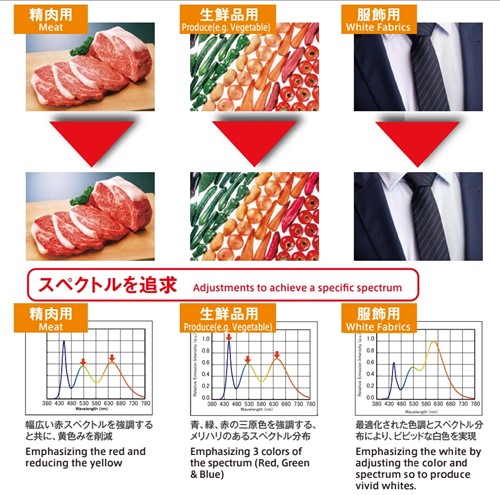 精肉用
Meat
生鮮品用
Produce(e.g. Vegetable)
服飾用
White Fabrics
スペクトルを追求 Adjustments to achieve a specific spectrum
精肉用
Meat
生鮮品用
Produce(e.g. Vegetable)
服飾用
White Fabrics
Relative Emission Intensity (a.u.)
1.0
0.8
0.6
0.4
0.2
0.0
380 430 480 530 580 630 680 730 780
Wavelength (nm)
1.0
0.8
0.6
0.4
0.2
0.0
380 430 480 530 580 630 680 730 780
Wavelength (nm)
Relative Emission Intensity (a.u.)
1.0
0.8
0.6
0.4
0.2
0.0
380 430 480 530 580 630 680 730 780
Wavelength (nm)
幅広い赤スペクトルを強調する
と共に、黄色みを削減
Emphasizing the red and
reducing the yellow
青、緑、赤の三原色を強調する、
メリハリのあるスペクトル分布
Emphasizing 3 colors of
the spectrum (Red, Green
& Blue)
最適化された色調とスペクトル分
布により、ビビッドな白色を実現
Emphasizing the white by
adjusting the color and
spectrum so to produce
vivid whites.